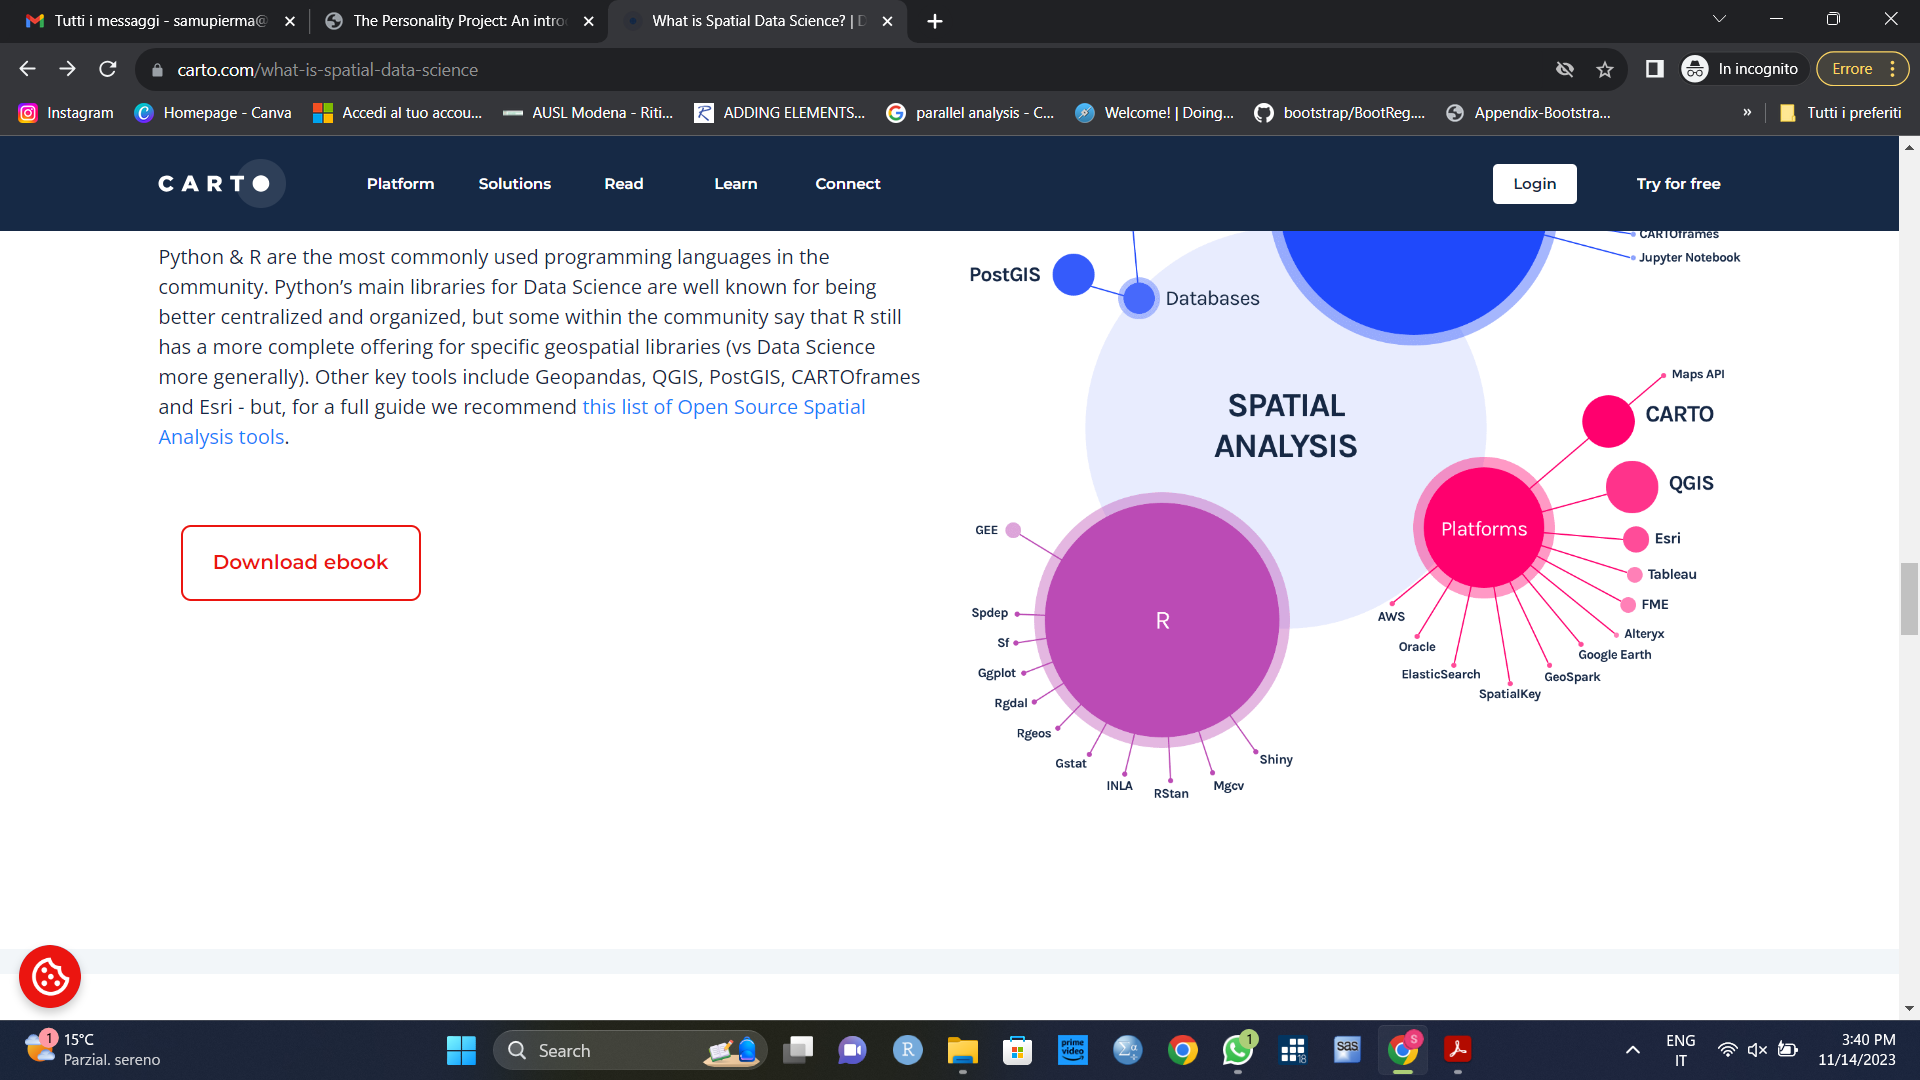 Tutti i messaggi - samupierma@
The Personality Project: An intro
What is Spatial Data Science? | D
carto.com/what-is-spatial-data-science
In incognito
Errore
Instagram
Homepage - Canva
Accedi al tuo accou...
AUSL Modena - Riti...
ADDING ELEMENTS...
parallel analysis - C...
Welcome! | Doing...
bootstrap/BootReg....
Appendix-Bootstra...
»
Tutti i preferiti
CARTO
Platform
Solutions
Read
Learn
Connect
Login
Try for free
Python & R are the most commonly used programming languages in the
community. Python’s main libraries for Data Science are well known for being
better centralized and organized, but some within the community say that R still
has a more complete offering for specific geospatial libraries (vs Data Science
more generally). Other key tools include Geopandas, QGIS, PostGIS, CARTOframes
and Esri - but, for a full guide we recommend this list of Open Source Spatial
Analysis tools.
Download ebook
CARTOframes
Jupyter Notebook
PostGIS
Databases
SPATIAL
ANALYSIS
Maps API
CARTO
QGIS
Platforms
Esri
Tableau
FME
Alteryx
Google Earth
GeoSpark
SpatialKey
ElasticSearch
Oracle
AWS
GEE
R
Spdep
Sf
Ggplot
Rgdal
Rgeos
Gstat
INLA
RStan
Mgcv
Shiny
1
15°C
Parzial. sereno
Search
R
prime
video
Σα
1
18
sas
S
ENG
IT
3:40 PM
11/14/2023